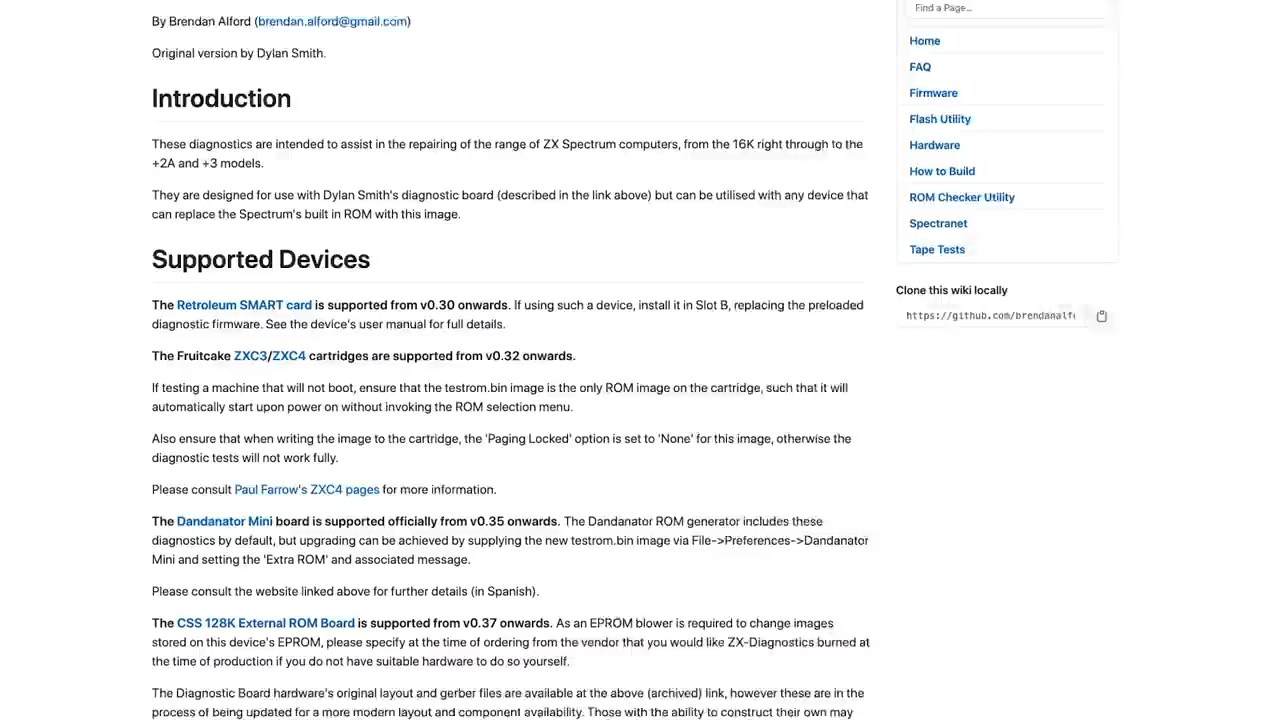 By Brendan Alford (brendan.alford@gmail.com)
Original version by Dylan Smith.
Introduction
These diagnostics are intended to assist in the repairing of the range of ZX Spectrum computers, from the 16K right through to the
+2A and +3 models.
They are designed for use with Dylan Smith's diagnostic board (described in the link above) but can be utilised with any device that
can replace the Spectrum's built in ROM with this image.
Supported Devices
The Retroleum SMART card is supported from v0.30 onwards. If using such a device, install it in Slot B, replacing the preloaded
diagnostic firmware. See the device's user manual for full details.
The Fruitcake ZXC3/ZXC4 cartridges are supported from v0.32 onwards.
If testing a machine that will not boot, ensure that the testrom.bin image is the only ROM image on the cartridge, such that it will
automatically start upon power on without invoking the ROM selection menu.
Also ensure that when writing the image to the cartridge, the 'Paging Locked' option is set to 'None' for this image, otherwise the
diagnostic tests will not work fully.
Please consult Paul Farrow's ZXC4 pages for more information.
The Dandanator Mini board is supported officially from v0.35 onwards. The Dandanator ROM generator includes these
diagnostics by default, but upgrading can be achieved by supplying the new testrom.bin image via File->Preferences->Dandanator
Mini and setting the 'Extra ROM' and associated message.
Please consult the website linked above for further details (in Spanish).
The CSS 128K External ROM Board is supported from v0.37 onwards. As an EPROM blower is required to change images
stored on this device's EPROM, please specify at the time of ordering from the vendor that you would like ZX-Diagnostics burned at
the time of production if you do not have suitable hardware to do so yourself.
The Diagnostic Board hardware's original layout and gerber files are available at the above (archived) link, however these are in the
process of being updated for a more modern layout and component availability. Those with the ability to construct their own may
Find a Page...
Home
FAQ
Firmware
Flash Utility
Hardware
How to Build
ROM Checker Utility
Spectranet
Tape Tests
Clone this wiki locally
https://github.com/brendanalf